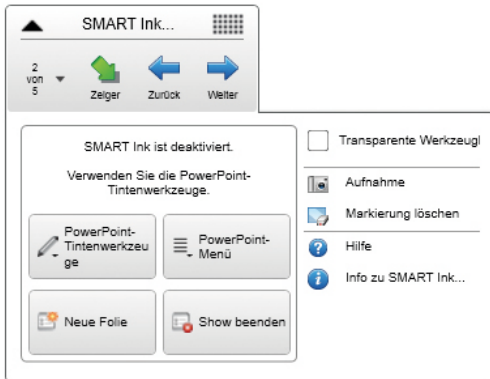 SMART Ink...
2
von
5
Zeiger
Zurück
Weiter
SMART Ink ist deaktiviert.
Verwenden Sie die PowerPoint-
Tintenwerkzeuge.
PowerPoint-
Tintenwerkzeu
ge
PowerPoint-
Menü
Neue Folie
Show beenden
Transparente Werkzeugl
Aufnahme
Markierung löschen
Hilfe
Info zu SMART Ink...